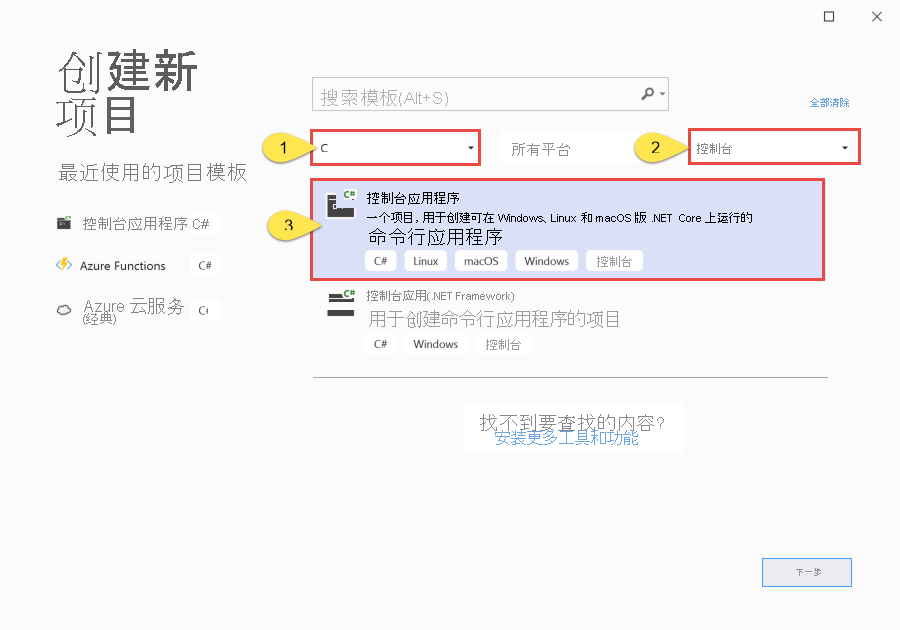 创建新
项目
最近使用的项目模板
控制台应用程序 C#
Azure Functions C#
Azure 云服务
(经典)
搜索模板(Alt+S)
全部清除
1
C
所有平台
2
控制台
3
C#
控制台应用程序
一个项目，用于创建可在 Windows、Linux 和 macOS 版 .NET Core 上运行的
命令行应用程序
C# Linux macOS Windows 控制台
C#
控制台应用(.NET Framework)
用于创建命令行应用程序的项目
C# Windows 控制台
找不到要查找的内容?
安装更多工具和功能
下一步